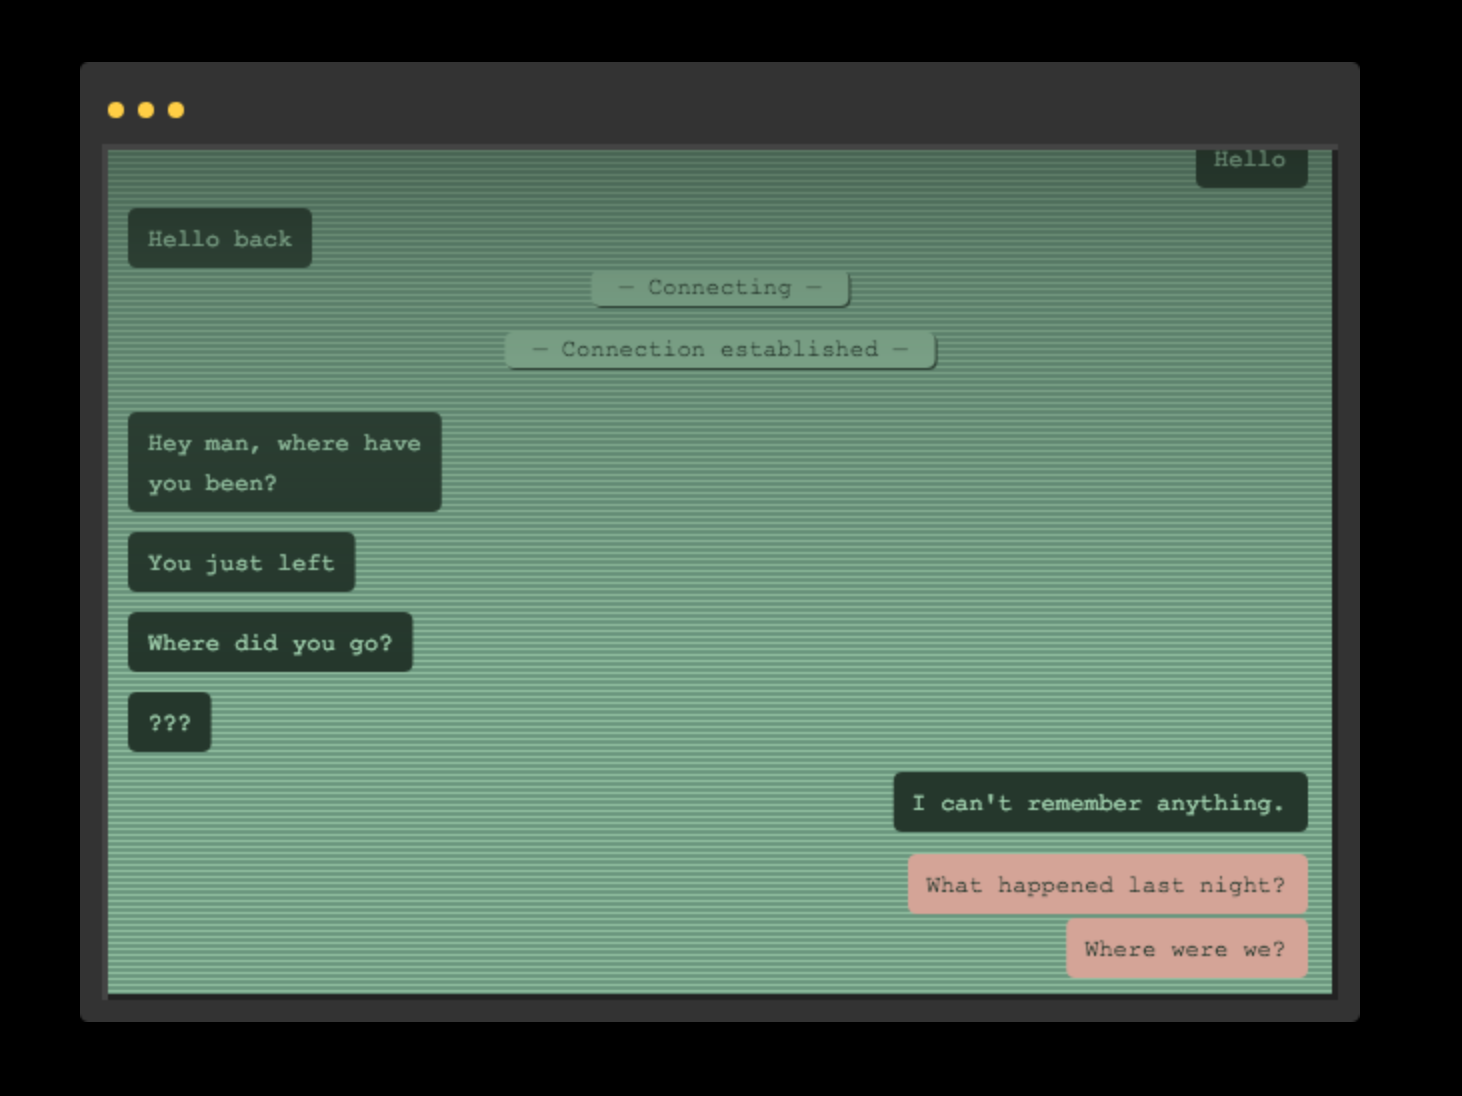 Hello
Hello back
— Connecting —
— Connection established —
Hey man, where have
you been?
You just left
Where did you go?
???
I can't remember anything.
What happened last night?
Where were we?